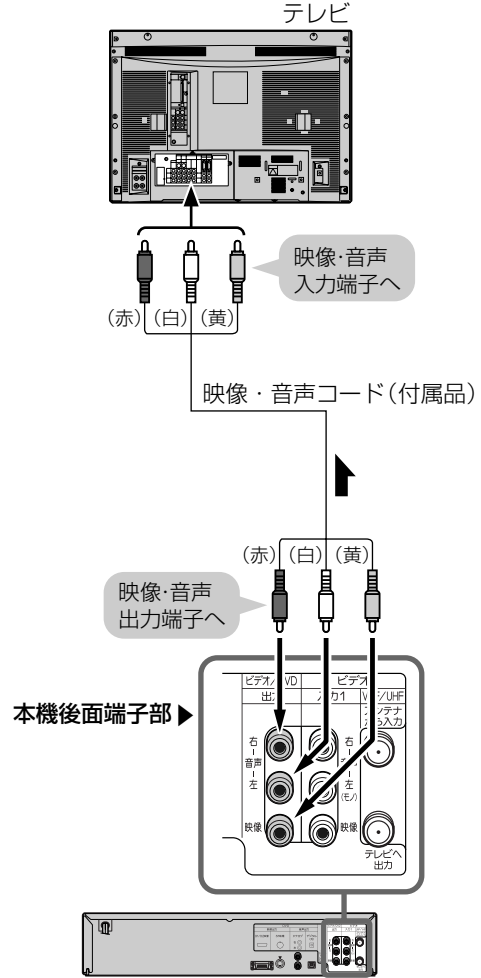 テレビ
映像・音声
入力端子へ
(赤) (白) (黄)
映像・音声コード(付属品)
(赤) (白) (黄)
映像・音声
出力端子へ
本機後面端子部▶
ビデオ/ VD ビデオ
出 入力1 V F/UHF
ンテナ
ら入力
右 右
音声
左 左
(モノ)
映像 映像
テレビへ
出力